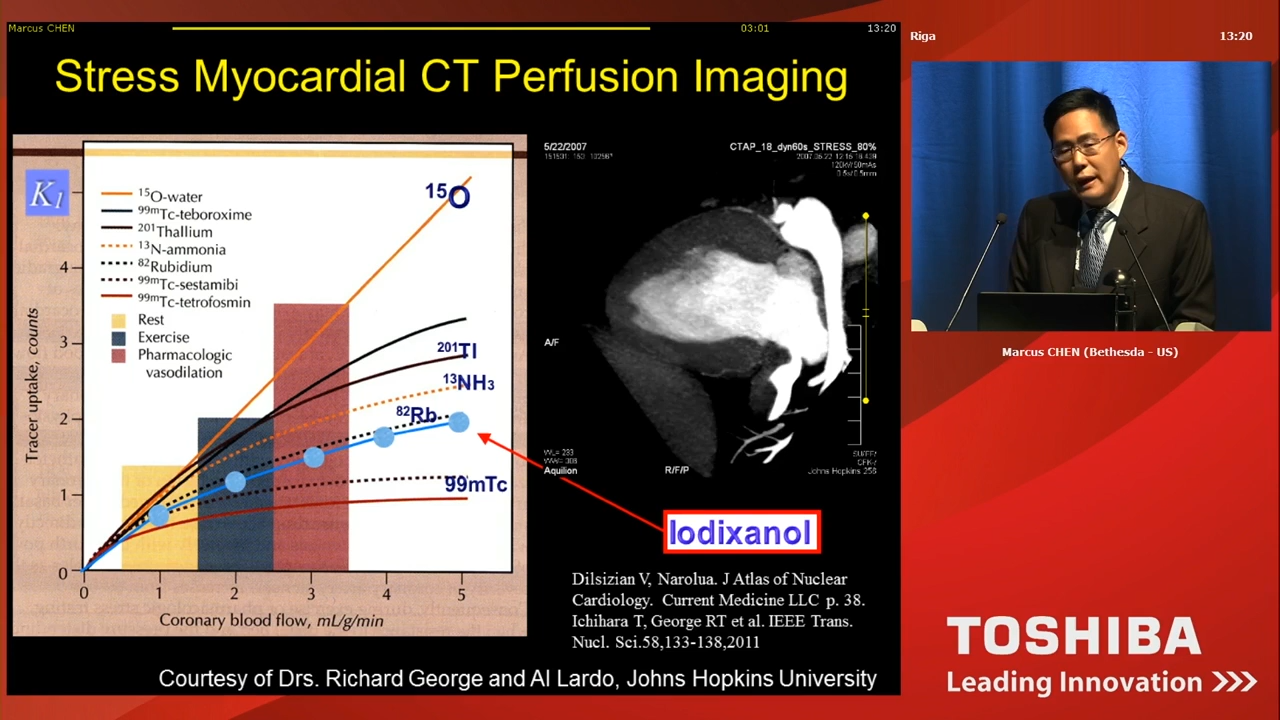 Marcus CHEN
03:01
13:20
Stress Myocardial CT Perfusion Imaging
K1
15O-water
99mTc-teboroxime
201Thallium
13N-ammonia
82Rubidium
99mTc-sestamibi
99mTc-tetrofosmin
Rest
Exercise
Pharmacologic
vasodilation
15O
201Tl
13NH3
82Rb
99mTc
Tracer uptake, counts
4
3
2
1
0
0 1 2 3 4 5
Coronary blood flow, mL/g/min
5/22/2007
CTAP_18_dyn60s_STRESS_80%
A/F
Aquilion
R/F/P
Johns Hopkins 256
Iodixanol
Dilsizian V, Narolua. J Atlas of Nuclear
Cardiology. Current Medicine LLC p. 38.
Ichihara T, George RT et al. IEEE Trans.
Nucl. Sci.58,133-138,2011
Courtesy of Drs. Richard George and Al Lardo, Johns Hopkins University
Riga
13:20
Marcus CHEN (Bethesda - US)
TOSHIBA
Leading Innovation >>>